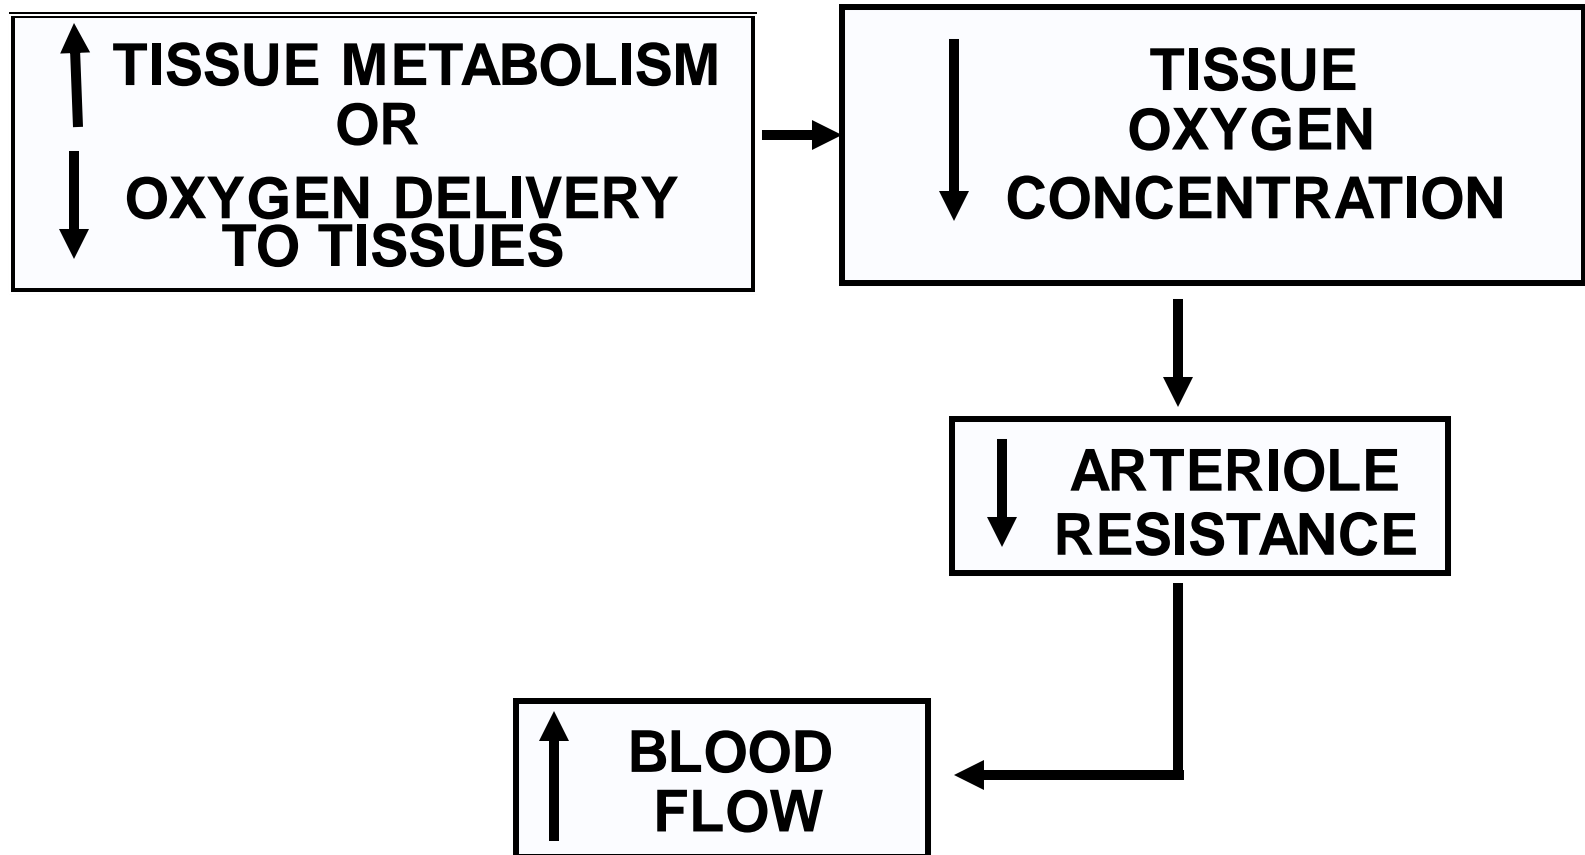 TISSUE METABOLISM
OR
OXYGEN DELIVERY
TO TISSUES
TISSUE
OXYGEN
CONCENTRATION
ARTERIOLE
RESISTANCE
BLOOD
FLOW